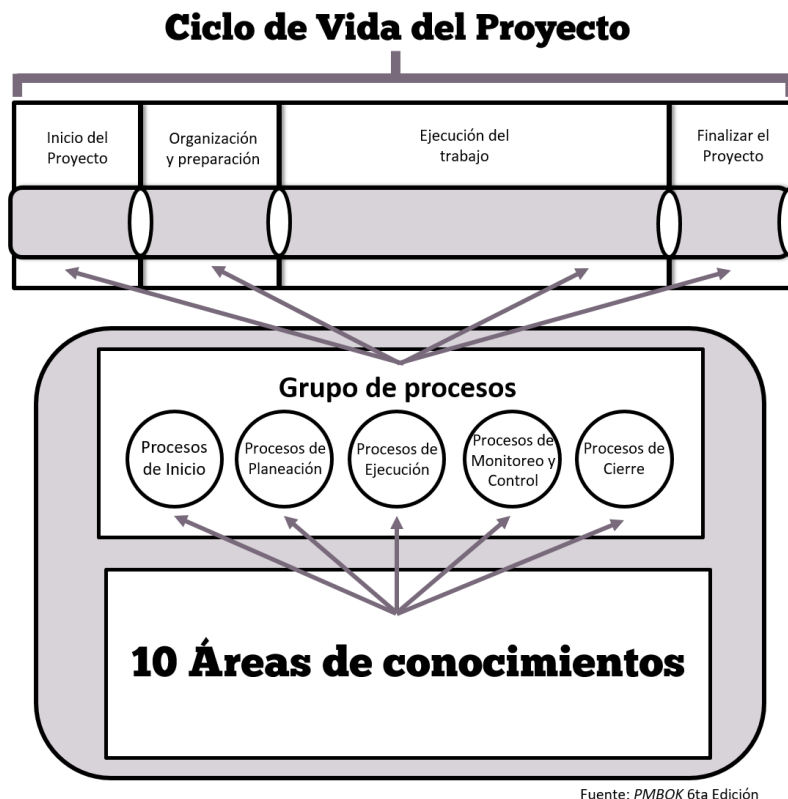 Ciclo de Vida del Proyecto
Inicio del
Proyecto
Organización
y preparación
Ejecución del
trabajo
Finalizar el
Proyecto
Grupo de procesos
Procesos
de Inicio
Procesos de
Planeación
Procesos de
Ejecución
Procesos de
Monitoreo y
Control
Procesos de
Cierre
10 Áreas de conocimientos
Fuente: PMBOK 6ta Edición